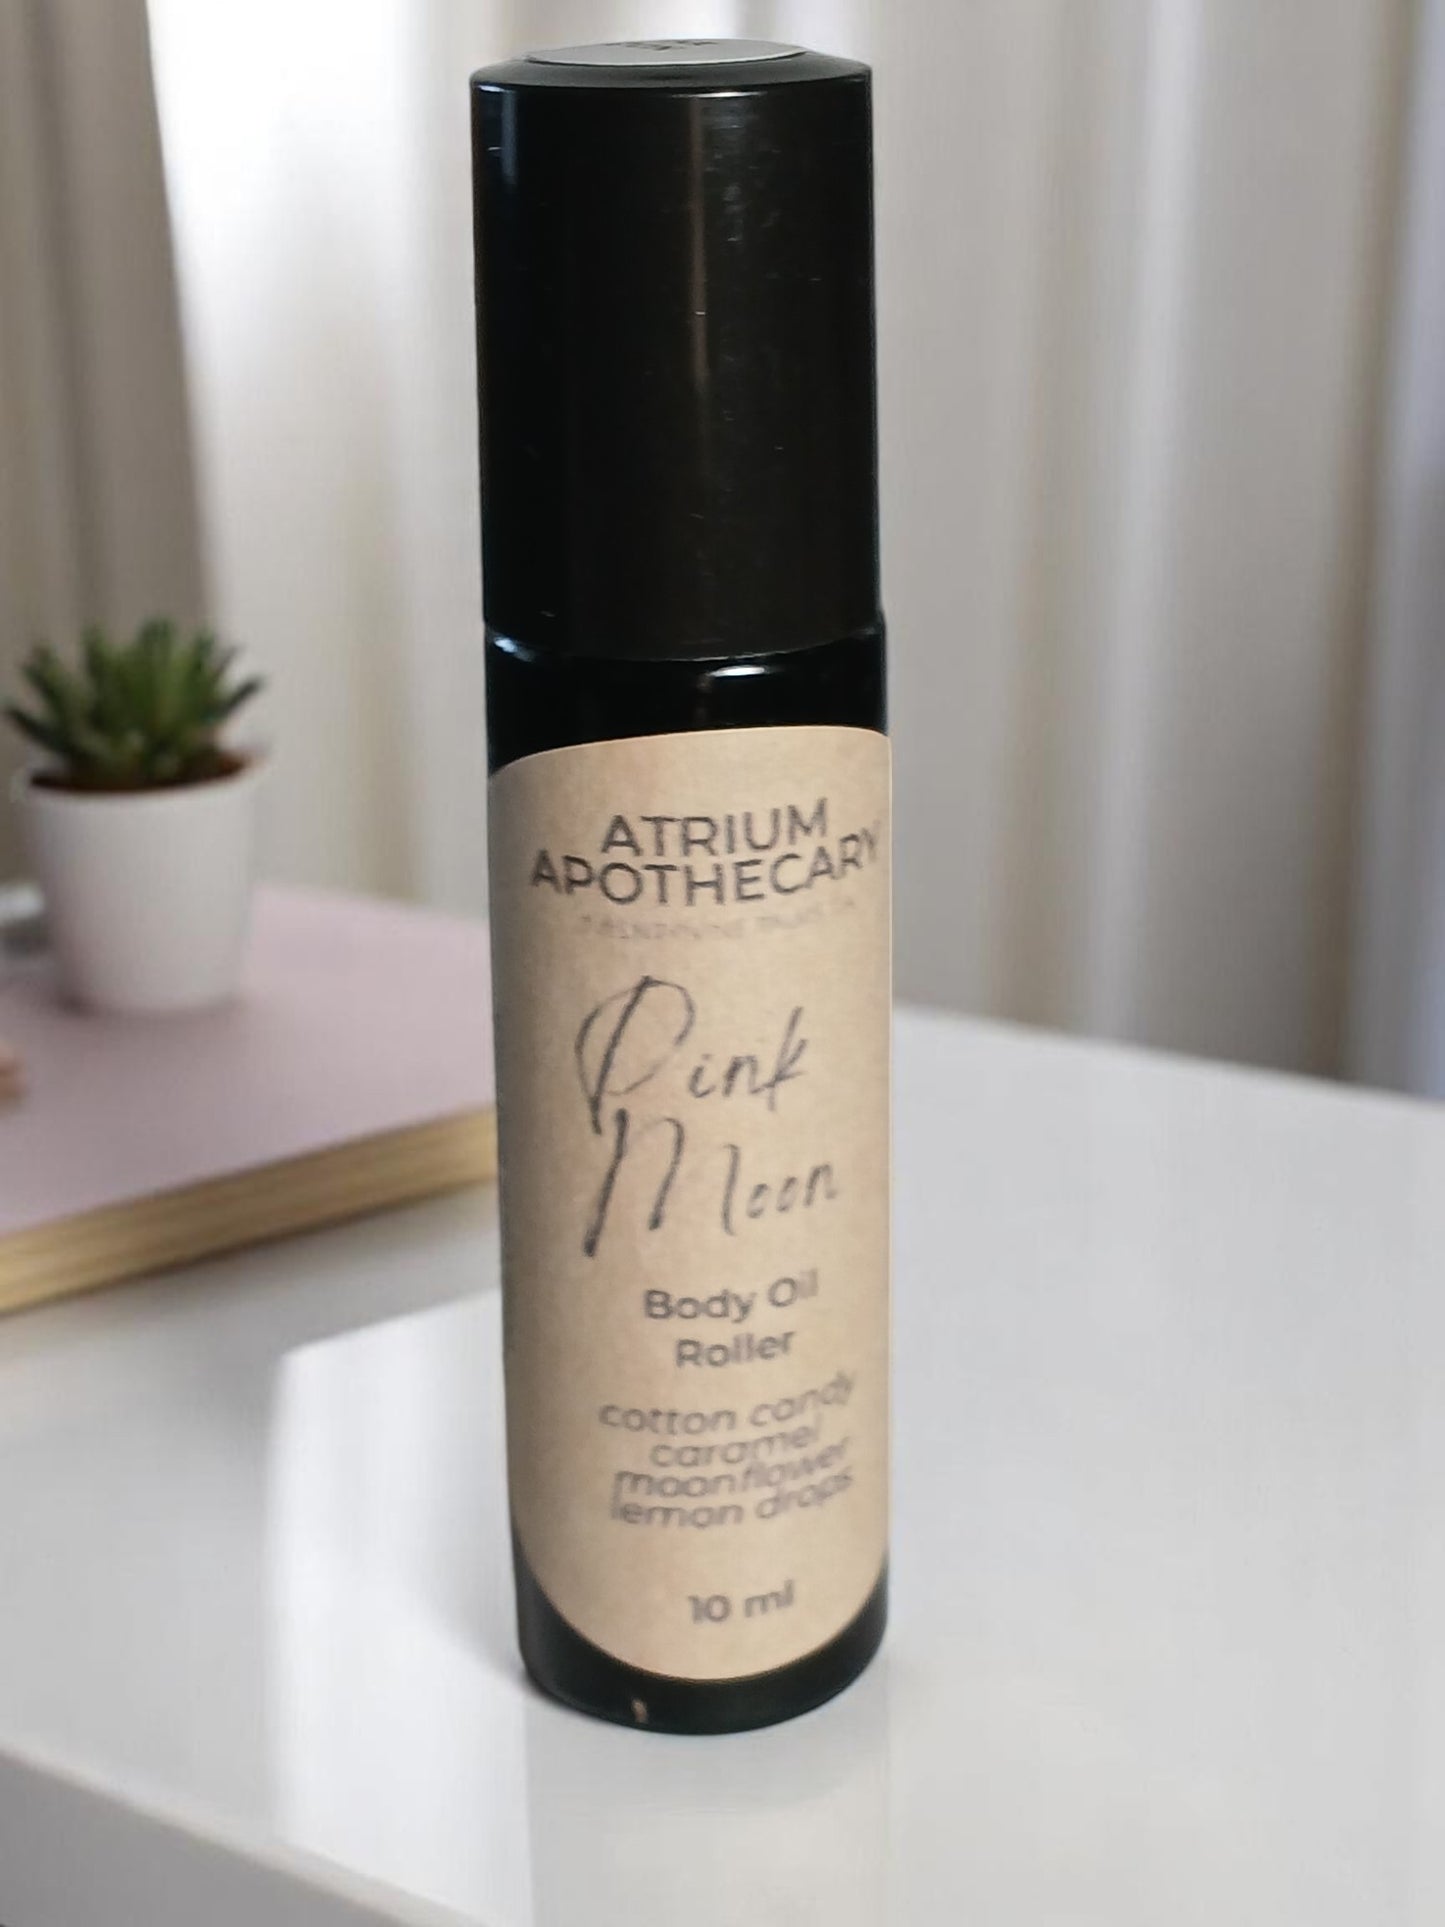 ATRIUM
APOTHECARY
Pink
Moon
Body Oil
Roller
cotton candy
caramel
moonflower
lemon drops
10 ml